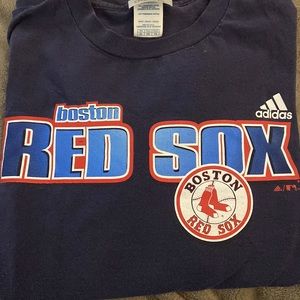 adidas
boston
RED SOX
BOSTON
RED SOX